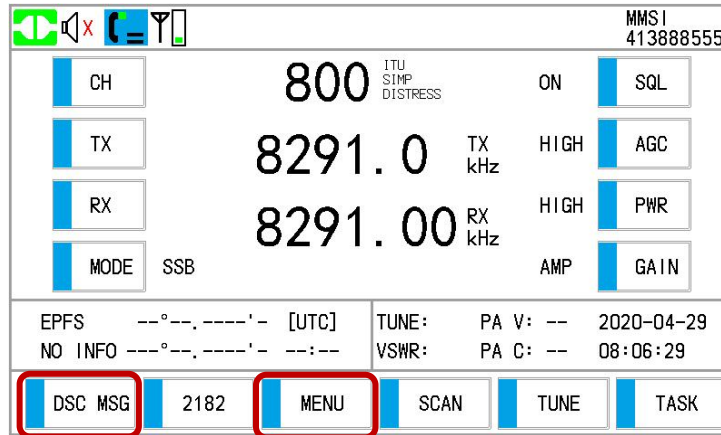 MMSI
413888555
CH 800 ITU SIMP DISTRESS ON SQL
TX 8291.0 TX kHz HIGH AGC
RX 8291.00 RX kHz HIGH PWR
MODE SSB AMP GAIN
EPFS --°--.----'- [UTC] TUNE: PA V: -- 2020-04-29
NO INFO ---°--.----'- --:-- VSWR: PA C: -- 08:06:29
DSC MSG 2182 MENU SCAN TUNE TASK